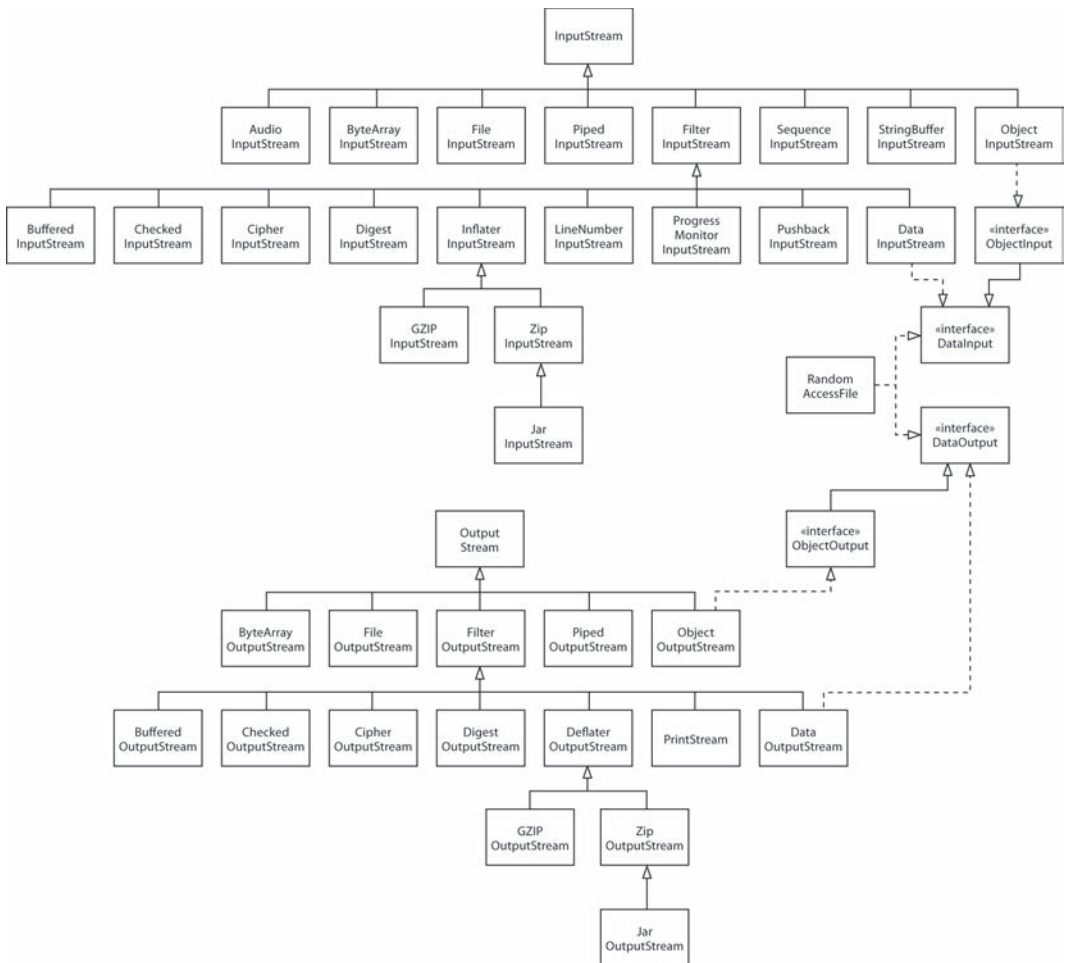 InputStream
Audio
InputStream
ByteArray
InputStream
File
InputStream
Piped
InputStream
Filter
InputStream
Sequence
InputStream
StringBuffer
InputStream
Object
InputStream
Buffered
InputStream
Checked
InputStream
Cipher
InputStream
Digest
InputStream
Inflater
InputStream
LineNumber
InputStream
Progress
Monitor
InputStream
Pushback
InputStream
Data
InputStream
«interface»
ObjectInput
GZIP
InputStream
Zip
InputStream
«interface»
DataInput
Random
AccessFile
Jar
InputStream
«interface»
DataOutput
Output
Stream
«interface»
ObjectOutput
ByteArray
OutputStream
File
OutputStream
Filter
OutputStream
Piped
OutputStream
Object
OutputStream
Buffered
OutputStream
Checked
OutputStream
Cipher
OutputStream
Digest
OutputStream
Deflater
OutputStream
PrintStream
Data
OutputStream
GZIP
OutputStream
Zip
OutputStream
Jar
OutputStream